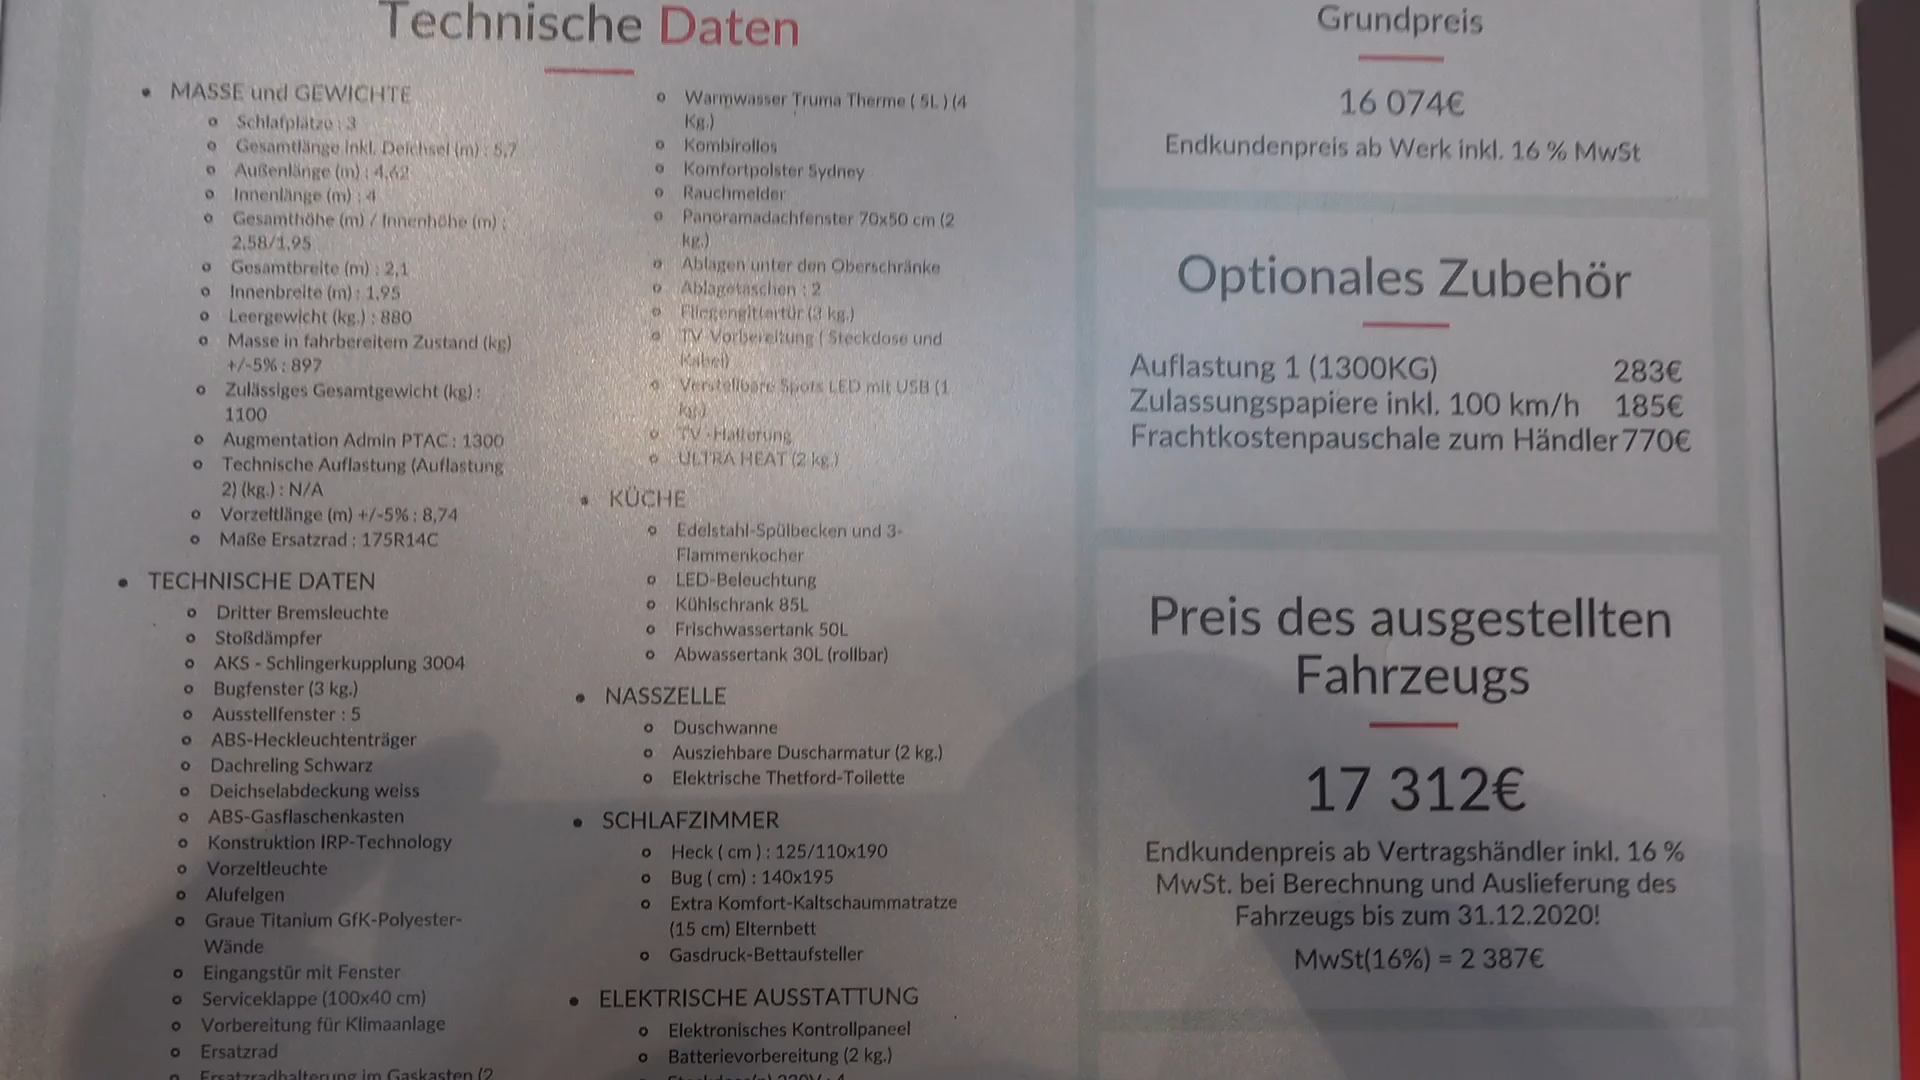 Technische Daten
MASSE und GEWICHTE
Schlafplätze : 3
Gesamtlänge inkl. Deichsel (m) : 5,7
Außenlänge (m) : 4,62
Innenlänge (m) : 4
Gesamthöhe (m) / Innenhöhe (m) :
2,58/1,95
Gesamtbreite (m) : 2,1
Innenbreite (m) : 1,95
Leergewicht (kg.) : 880
Masse in fahrbereitem Zustand (kg)
+/-5% : 897
Zulässiges Gesamtgewicht (kg) :
1100
Augmentation Admin PTAC : 1300
Technische Auflastung (Auflastung
2) (kg.) : N/A
Vorzeltlänge (m) +/-5% : 8,74
Maße Ersatzrad : 175R14C
TECHNISCHE DATEN
Dritter Bremsleuchte
Stoßdämpfer
AKS - Schlingerkupplung 3004
Bugfenster (3 kg.)
Ausstellfenster : 5
ABS-Heckleuchtenträger
Dachreling Schwarz
Deichselabdeckung weiss
ABS-Gasflaschenkasten
Konstruktion IRP-Technology
Vorzeltleuchte
Alufelgen
Graue Titanium GfK-Polyester-
Wände
Eingangstür mit Fenster
Serviceklappe (100x40 cm)
Vorbereitung für Klimaanlage
Ersatzrad
Ersatzradhalterung im Gaskasten (2
Warmwasser Truma Therme ( 5L ) (4
Kg.)
Kombirollos
Komfortpolster Sydney
Rauchmelder
Panoramadachfenster 70x50 cm (2
kg.)
Ablagen unter den Oberschränke
Ablagetaschen : 2
Fliegengittertür (3 kg.)
TV-Vorbereitung ( Steckdose und
Kabel)
Verstellbare Spots LED mit USB (1
kg.)
TV -Halterung
ULTRA HEAT (2 kg.)
KÜCHE
Edelstahl-Spülbecken und 3-
Flammenkocher
LED-Beleuchtung
Kühlschrank 85L
Frischwassertank 50L
Abwassertank 30L (rollbar)
NASSZELLE
Duschwanne
Ausziehbare Duscharmatur (2 kg.)
Elektrische Thetford-Toilette
SCHLAFZIMMER
Heck ( cm ) : 125/110x190
Bug ( cm) : 140x195
Extra Komfort-Kaltschaummatratze
(15 cm) Elternbett
Gasdruck-Bettaufsteller
ELEKTRISCHE AUSSTATTUNG
Elektronisches Kontrollpaneel
Batterievorbereitung (2 kg.)
Steckdose(n) 220V : 4
Grundpreis
16 074€
Endkundenpreis ab Werk inkl. 16 % MwSt
Optionales Zubehör
Auflastung 1 (1300KG) 283€
Zulassungspapiere inkl. 100 km/h 185€
Frachtkostenpauschale zum Händler 770€
Preis des ausgestellten
Fahrzeugs
17 312€
Endkundenpreis ab Vertragshändler inkl. 16 %
MwSt. bei Berechnung und Auslieferung des
Fahrzeugs bis zum 31.12.2020!
MwSt(16%) = 2 387€